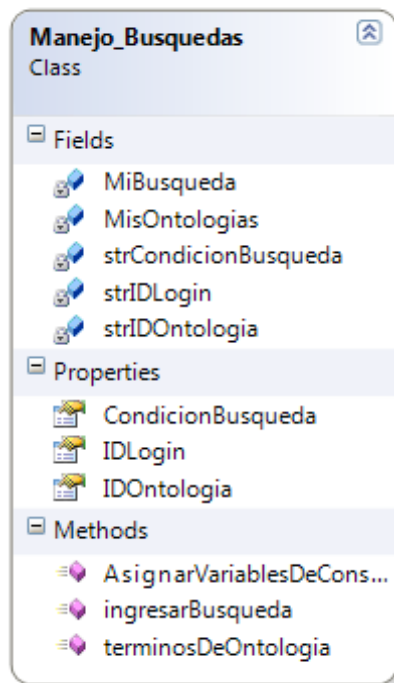 Manejo_Busquedas
Class
Fields
MiBusqueda
MisOntologias
strCondicionBusqueda
strIDLogin
strIDOntologia
Properties
CondicionBusqueda
IDLogin
IDOntologia
Methods
AsignarVariablesDeCons...
ingresarBusqueda
terminosDeOntologia